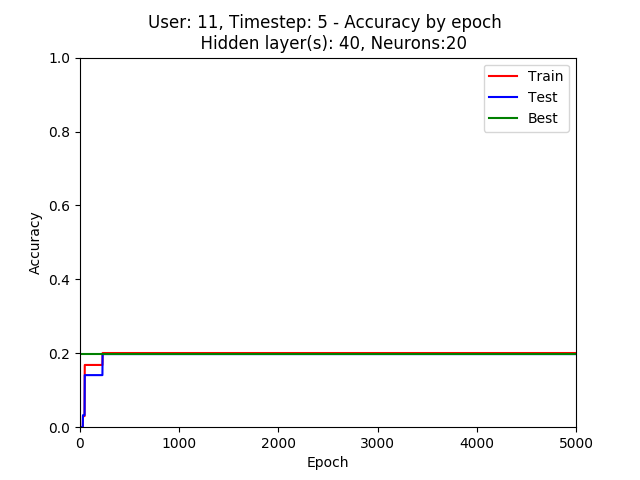 User: 11, Timestep: 5 - Accuracy by epoch
Hidden layer(s): 40, Neurons:20
Train
Test
Best
1.0
0.8
0.6
0.4
0.2
0.0
Accuracy
0 1000 2000 3000 4000 5000
Epoch